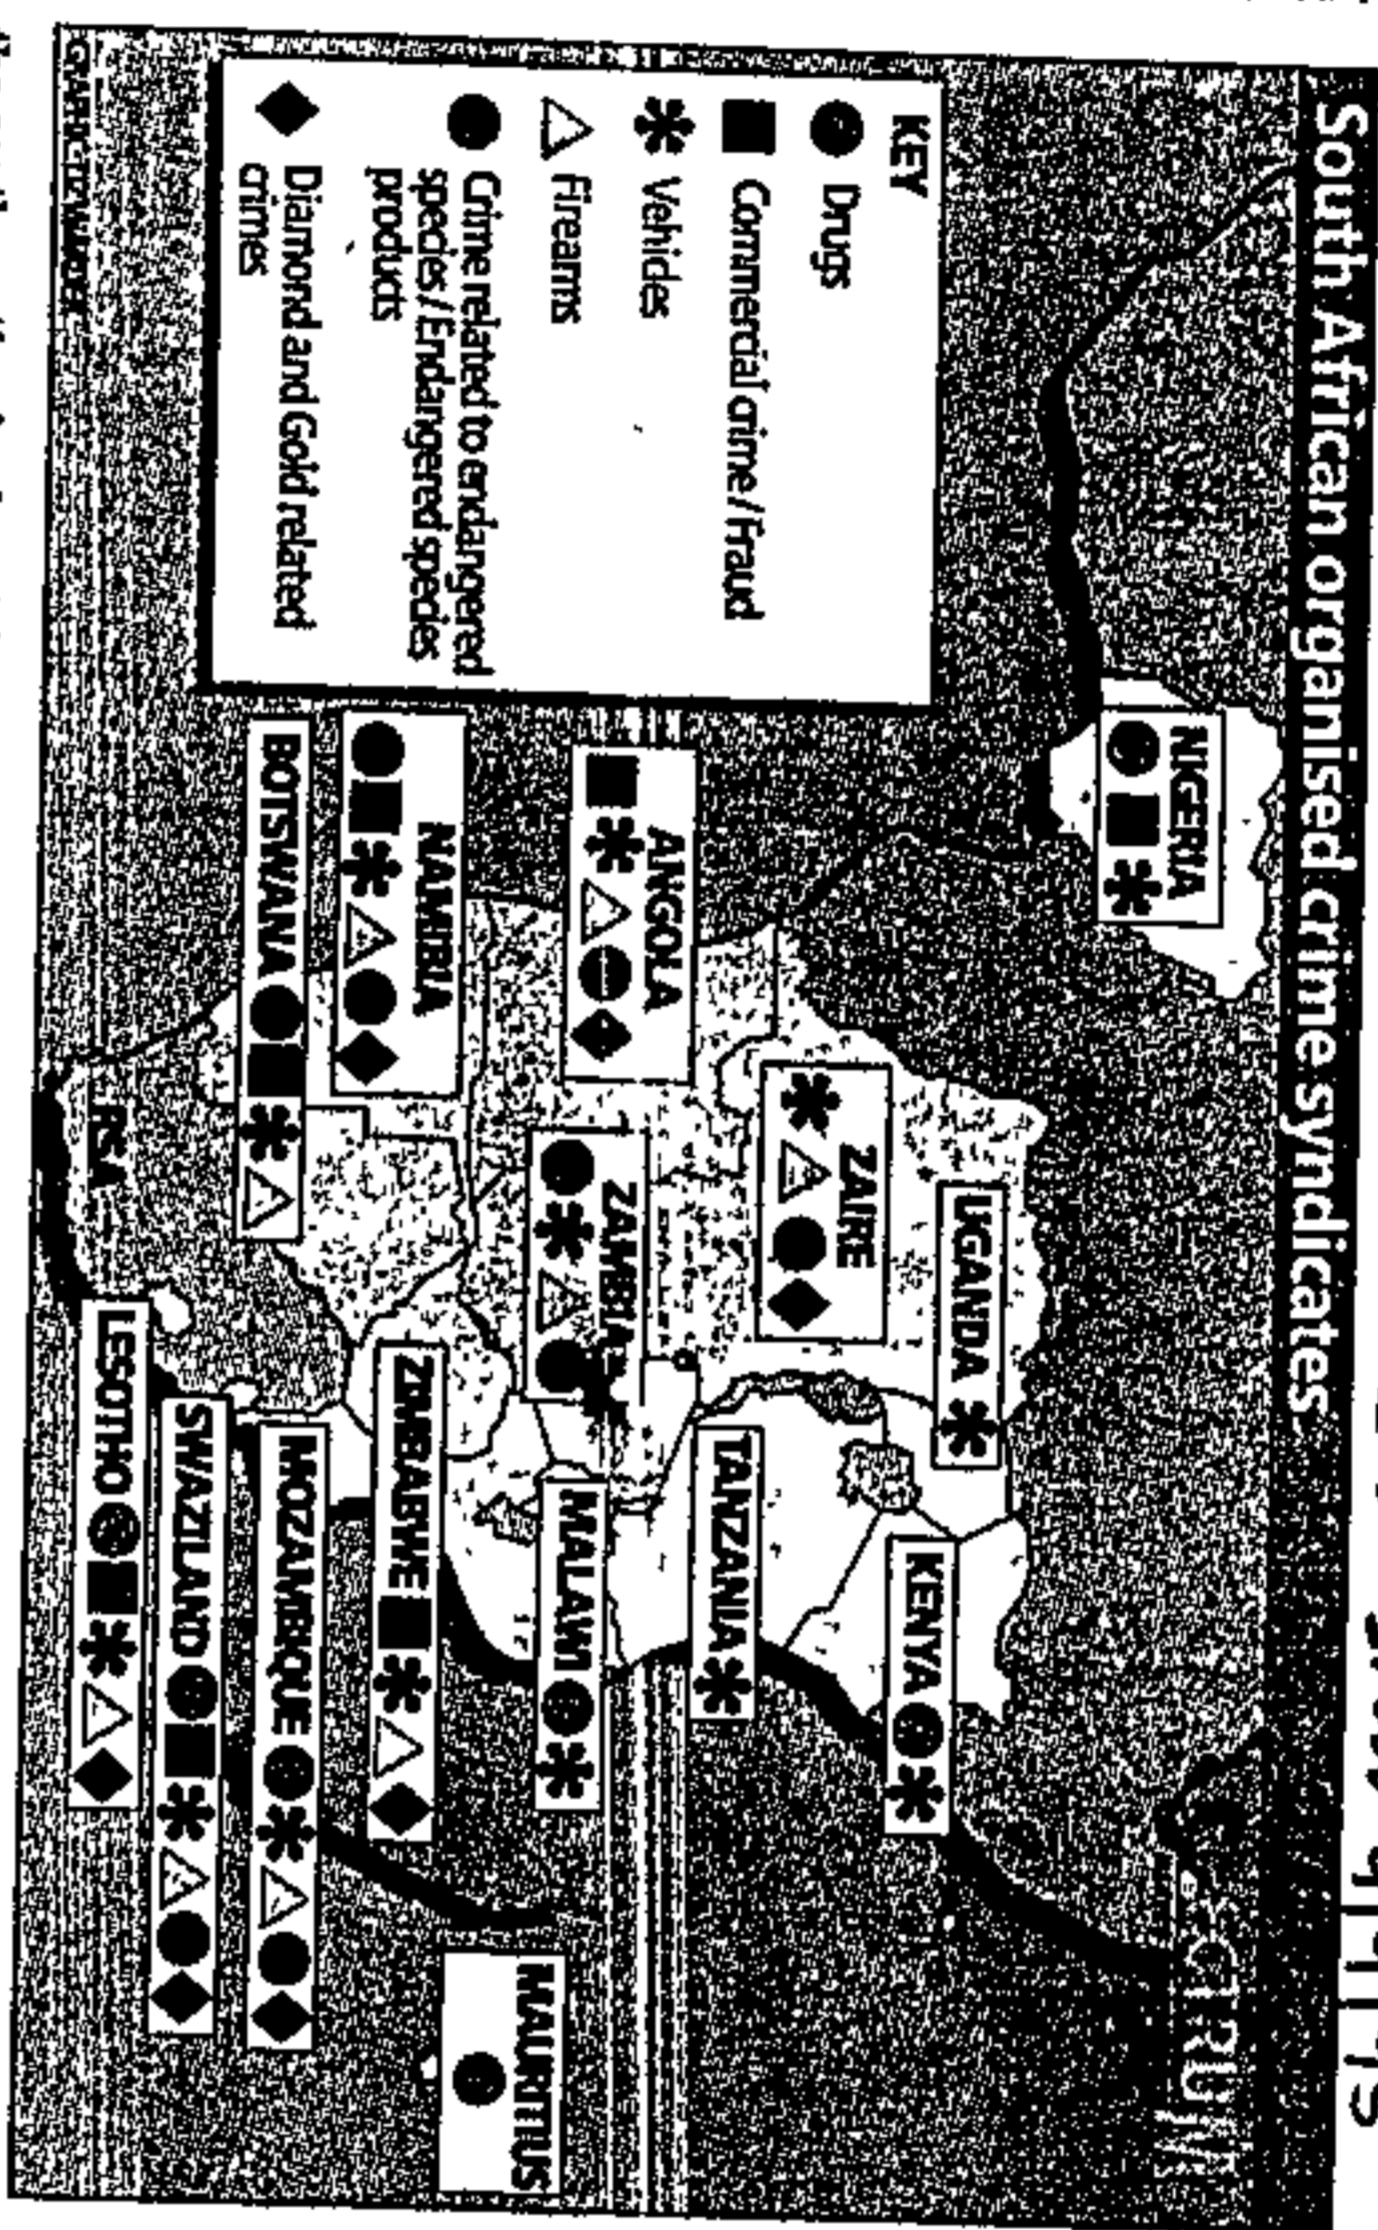 South African organised crime syndicates
KEY
Drugs
Commercial crime / Fraud
Vehicles
Firearms
Crime related to endangered
species / Endangered species
products
Diamond and Gold related
crimes
NIGERIA
UGANDA
KENYA
ZAIRE
TANZANIA
ANGOLA
ZAMBIA
MALAWI
MAURITIUS
NAMIBIA
ZIMBABWE
BOTSWANA
MOZAMBIQUE
SWAZILAND
LESOTHO
RSA